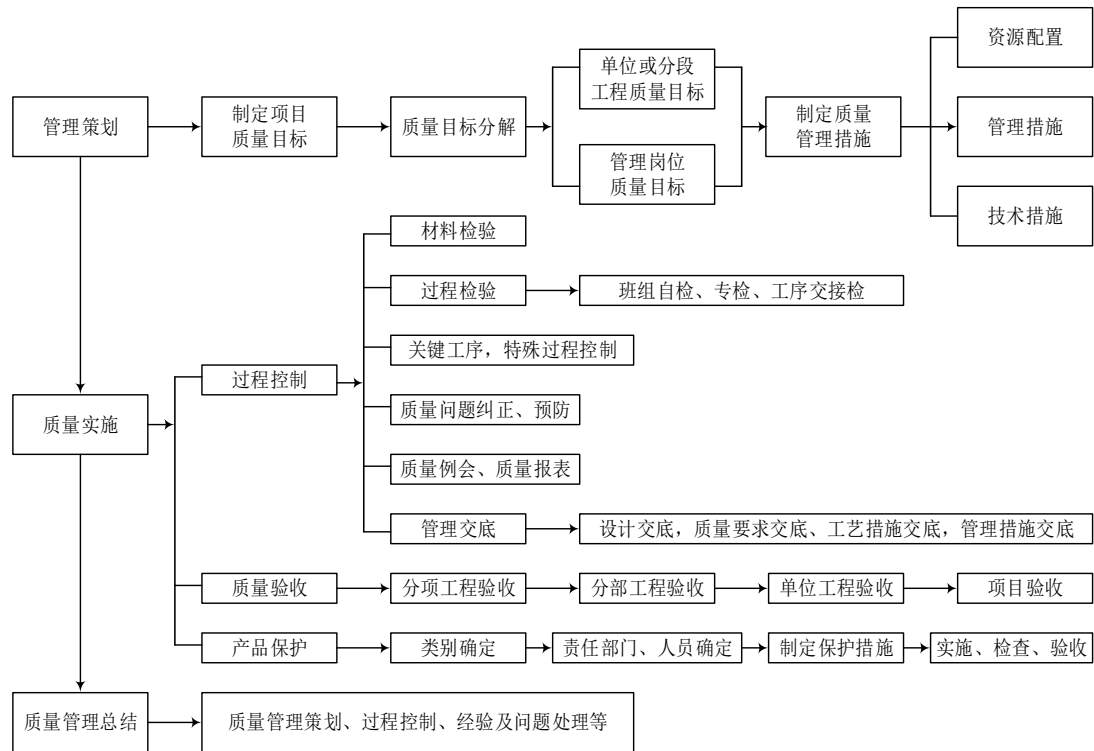 资源配置
单位或分段
工程质量目标
管理策划
制定项目
质量目标
质量目标分解
制定质量
管理措施
管理措施
管理岗位
质量目标
技术措施
材料检验
过程检验
班组自检、专检、工序交接检
关键工序，特殊过程控制
过程控制
质量问题纠正、预防
质量实施
质量例会、质量报表
管理交底
设计交底，质量要求交底、工艺措施交底，管理措施交底
质量验收
分项工程验收
分部工程验收
单位工程验收
项目验收
产品保护
类别确定
责任部门、人员确定
制定保护措施
实施、检查、验收
质量管理总结
质量管理策划、过程控制、经验及问题处理等